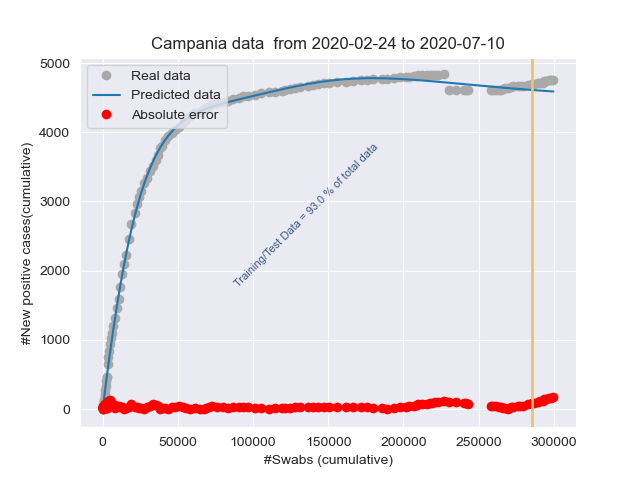 Campania data  from 2020-02-24 to 2020-07-10
5000
4000
3000
2000
1000
0
#New positive cases(cumulative)
Real data
Predicted data
Absolute error
Training/Test Data = 93.0 % of total data
0
50000
100000
150000
200000
250000
300000
#Swabs (cumulative)